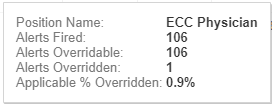 Position Name: ECC Physician
Alerts Fired: 106
Alerts Overridable: 106
Alerts Overridden: 1
Applicable % Overridden: 0.9%